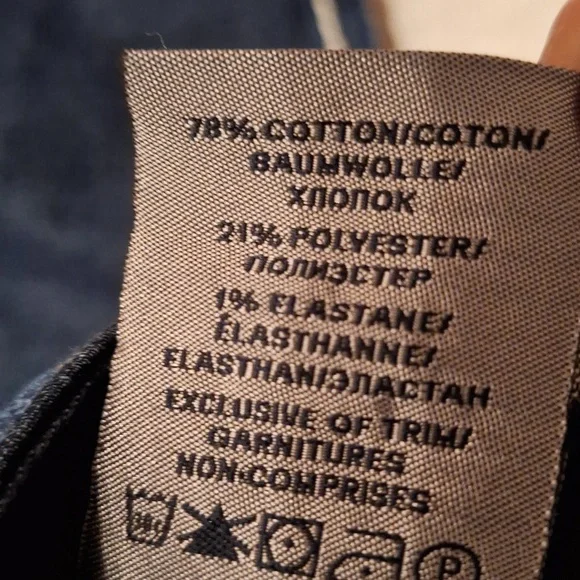 78% COTTON/COTON/
BAUMWOLLE/
ХЛОПОК
21% POLYESTER/
ПОЛИЭСТЕР
1% ELASTANE/
ÉLASTHANNE/
ELASTHAN/ЭЛАСТАН
EXCLUSIVE OF TRIM/
GARNITURES
NON-COMPRISES
30c P